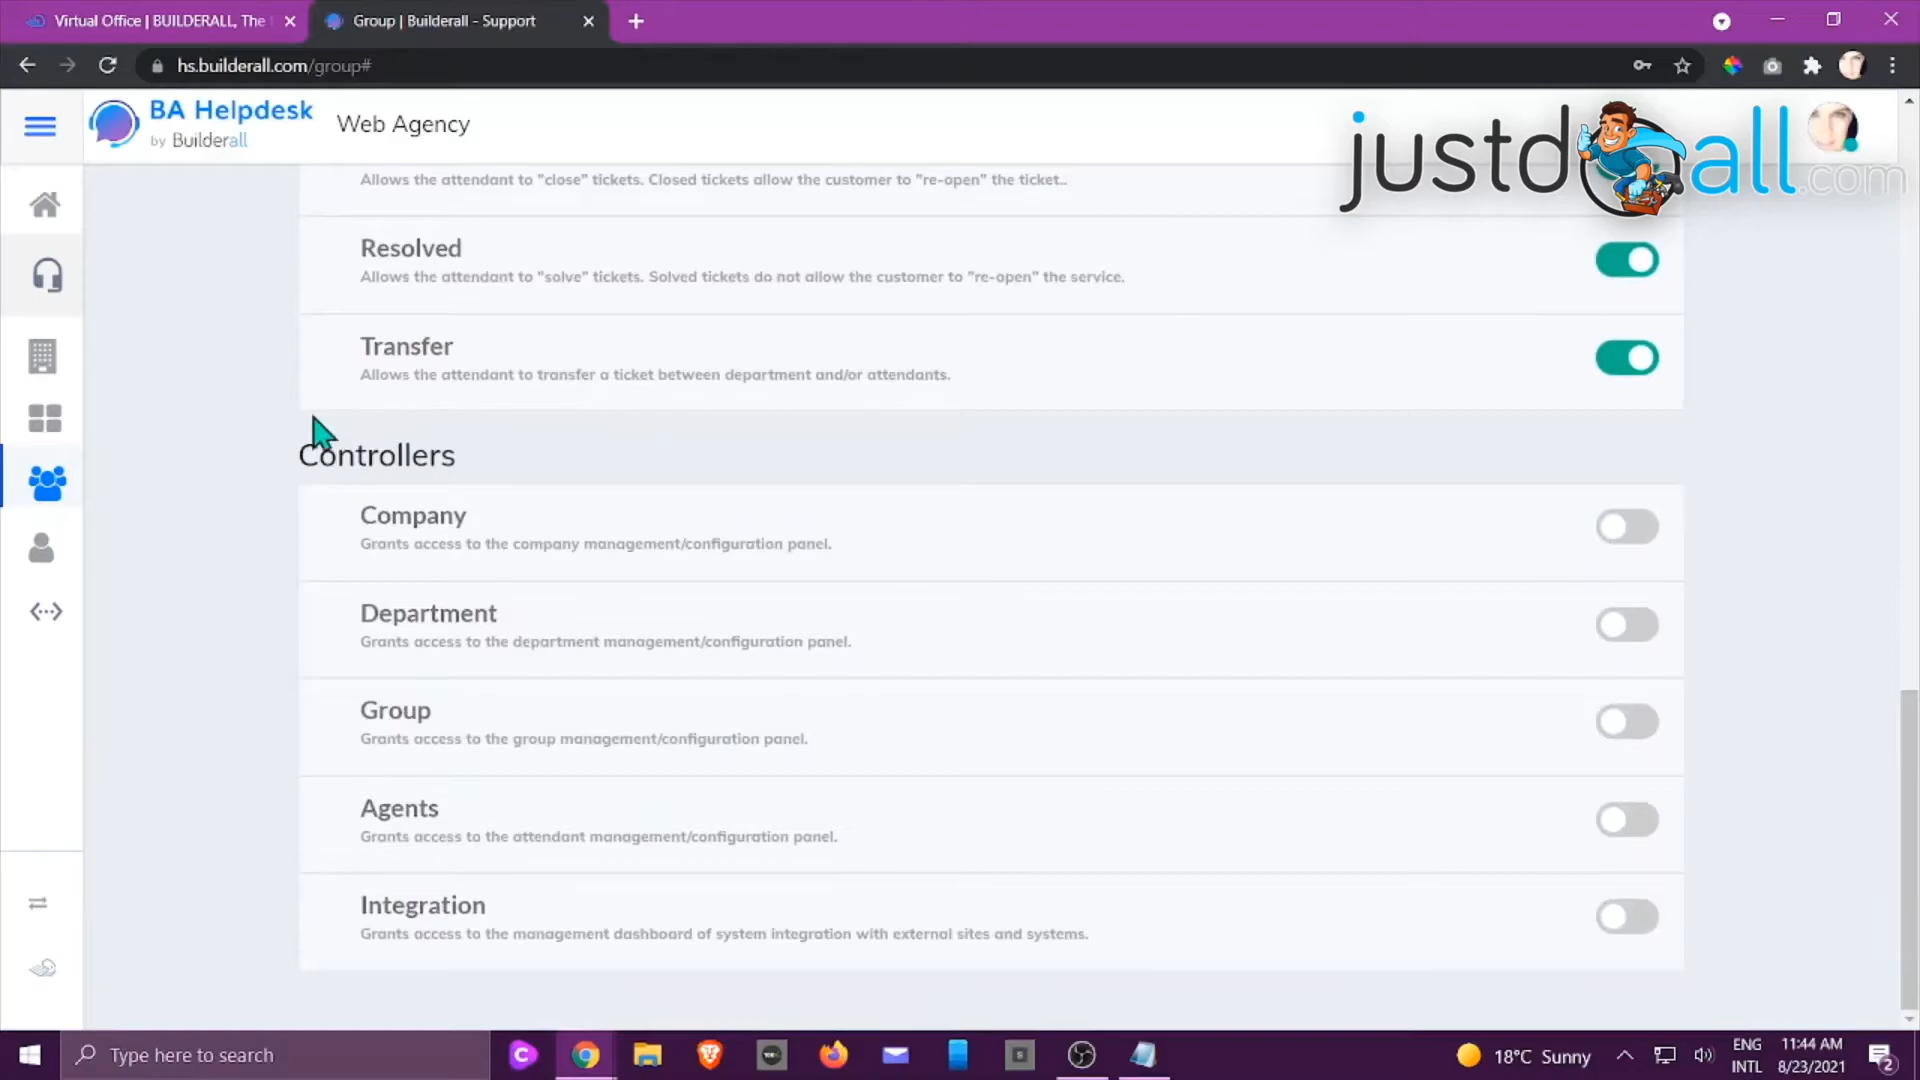 Virtual Office | BUILDERALL, The
Group | Builderall - Support
hs.builderall.com/group#
BA Helpdesk
by Builderall
Web Agency
justdoall.com
Allows the attendant to "close" tickets. Closed tickets allow the customer to "re-open" the ticket..
Resolved
Allows the attendant to "solve" tickets. Solved tickets do not allow the customer to "re-open" the service.
Transfer
Allows the attendant to transfer a ticket between department and/or attendants.
Controllers
Company
Grants access to the company management/configuration panel.
Department
Grants access to the department management/configuration panel.
Group
Grants access to the group management/configuration panel.
Agents
Grants access to the attendant management/configuration panel.
Integration
Grants access to the management dashboard of system integration with external sites and systems.
Type here to search
18°C Sunny
ENG
INTL
11:44 AM
8/23/2021
2